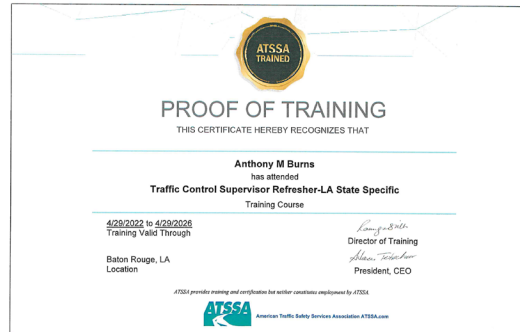 ATSSA
TRAINED
PROOF OF TRAINING
THIS CERTIFICATE HEREBY RECOGNIZES THAT
Anthony M Burns
has attended
Traffic Control Supervisor Refresher-LA State Specific
Training Course
4/29/2022 to 4/29/2026
Training Valid Through
Director of Training
Baton Rouge, LA
Location
President, CEO
ATSSA provides training and certification but neither constitutes employment by ATSSA.
ATSSA American Traffic Safety Services Association ATSSA.com